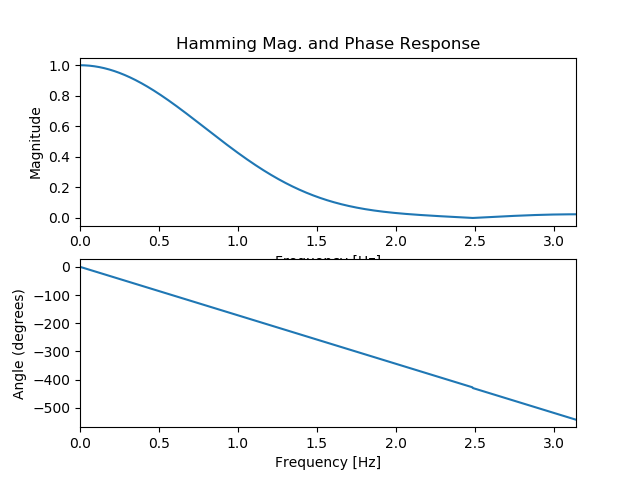 Hamming Mag. and Phase Response
1.0
0.8
0.6
0.4
0.2
0.0
Magnitude
0.0 0.5 1.0 1.5 2.0 2.5 3.0
Frequency [Hz]
0
−100
−200
−300
−400
−500
Angle (degrees)
0.0 0.5 1.0 1.5 2.0 2.5 3.0
Frequency [Hz]